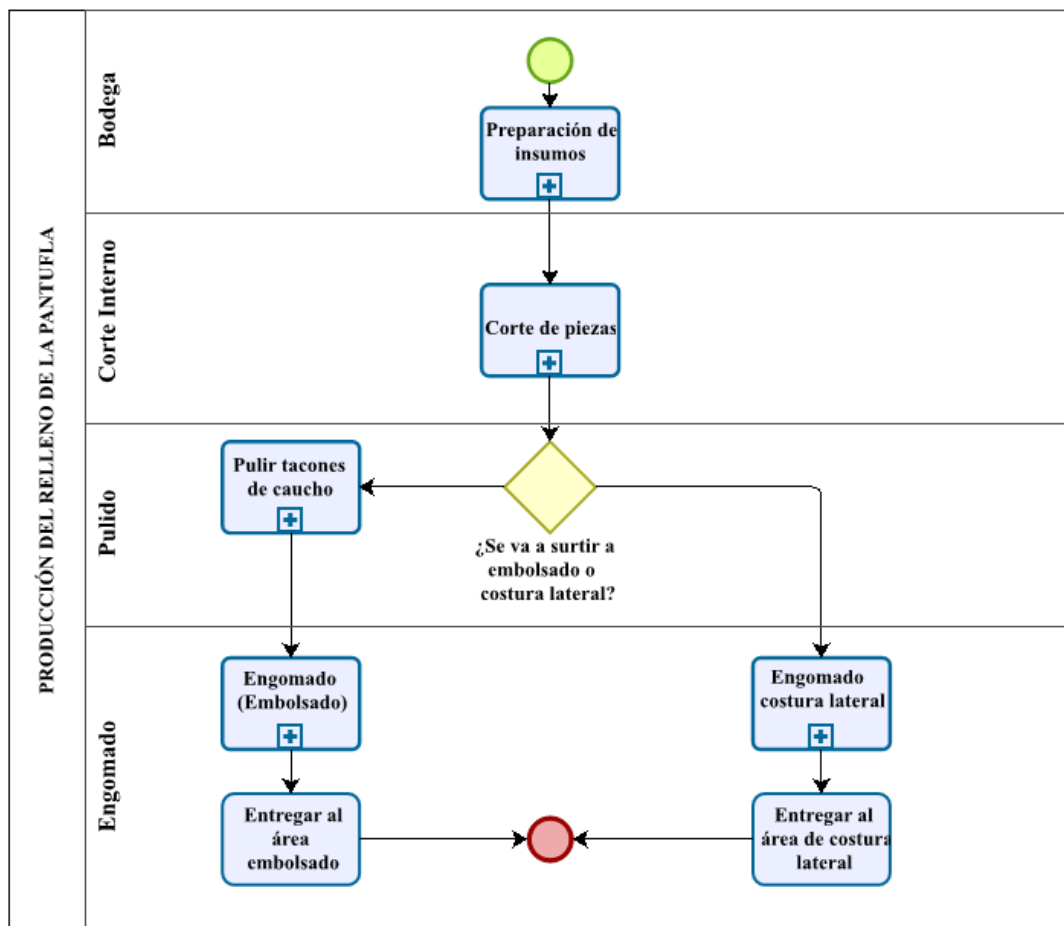 PRODUCCIÓN DEL RELLENO DE LA PANTUFLA
Bodega
Preparación de
insumos
Corte Interno
Corte de piezas
Pulido
Pulir tacones
de caucho
¿Se va a surtir a
embolsado o
costura lateral?
Engomado
Engomado
(Embolsado)
Engomado
costura lateral
Entregar al
área
embolsado
Entregar al
área de costura
lateral